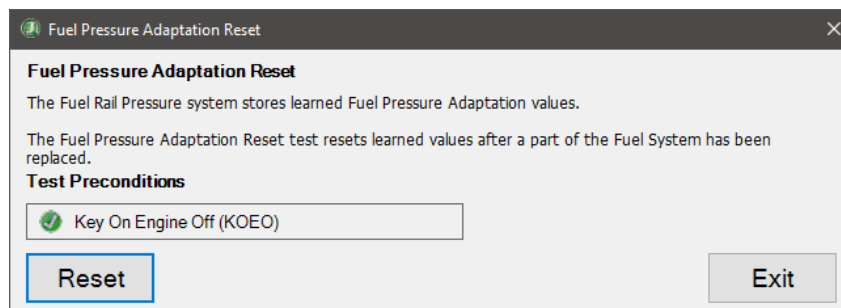 Fuel Pressure Adaptation Reset
Fuel Pressure Adaptation Reset
The Fuel Rail Pressure system stores learned Fuel Pressure Adaptation values.
The Fuel Pressure Adaptation Reset test resets learned values after a part of the Fuel System has been
replaced.
Test Preconditions
Key On Engine Off (KOEO)
Reset
Exit